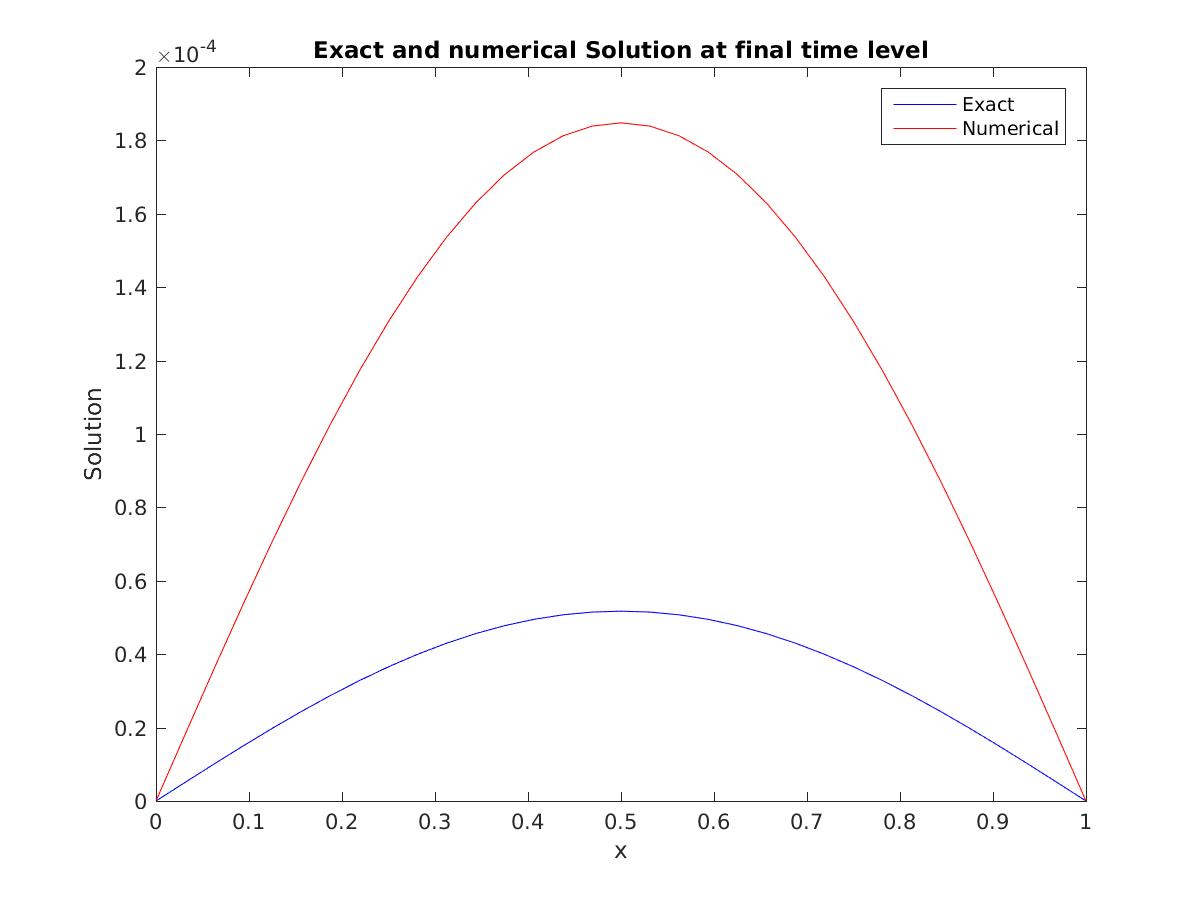 Exact and numerical Solution at final time level
×10-4
2
1.8
1.6
1.4
1.2
1
0.8
0.6
0.4
0.2
0
Solution
Exact
Numerical
0 0.1 0.2 0.3 0.4 0.5 0.6 0.7 0.8 0.9 1
x